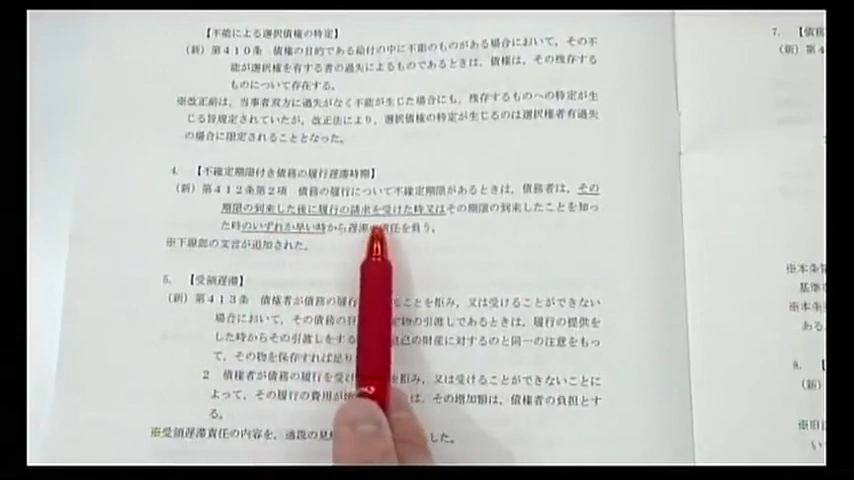 【不能による選択債権の特定】
(新)第410条 債権の目的である給付の中に不能のものがある場合において、その不
能が選択権を有する者の過失によるものであるときは、債権は、その残存する
ものについて存在する。
※改正前は、当事者双方に過失がなく不能が生じた場合にも、残存するものへの特定が生
じる旨規定されていたが、改正法により、選択債権の特定が生じるのは選択権者有過失
の場合に限定されることとなった。
4. 【不確定期限付き債務の履行遅滞時期】
(新)第412条第2項 債務の履行について不確定期限があるときは、債務者は、その
期限の到来した後に履行の請求を受けた時又はその期限の到来したことを知っ
た時のいずれか早い時から遅滞の責任を負う。
※下線部の文言が追加された。
5. 【受領遅滞】
(新)第413条 債権者が債務の履行 ことを拒み、又は受けることができない
場合において、その債務の目 定物の引渡しであるときは、履行の提供を
した時からその引渡しをする 自己の財産に対するのと同一の注意をもっ
て、その物を保存すれば足り
2 債権者が債務の履行を受け を拒み、又は受けることができないことに
よって、その履行の費用が は、その増加額は、債権者の負担とす
る。
※受領遅滞責任の内容を、通説の見 した。
7. 【債務
(新)第4
※本条第
基準
※本条
ある
9.
(新)
※旧
い